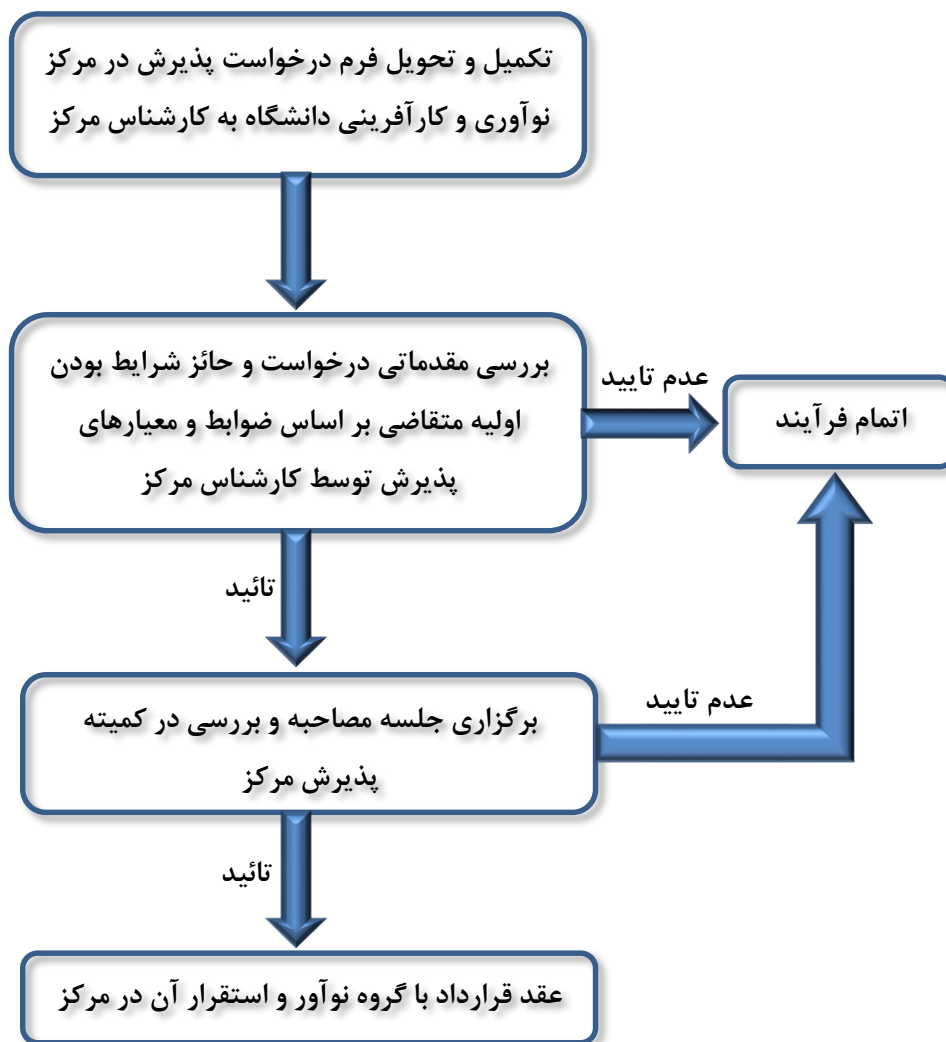 تکمیل و تحویل فرم درخواست پذیرش در مرکز
نوآوری و کارآفرینی دانشگاه به کارشناس مرکز
بررسی مقدماتی درخواست و حائز شرایط بودن
اولیه متقاضی بر اساس ضوابط و معیارهای
پذیرش توسط کارشناس مرکز
عدم تایید
اتمام فرآیند
تائید
برگزاری جلسه مصاحبه و بررسی در کمیته
پذیرش مرکز
عدم تایید
تائید
عقد قرارداد با گروه نوآور و استقرار آن در مرکز